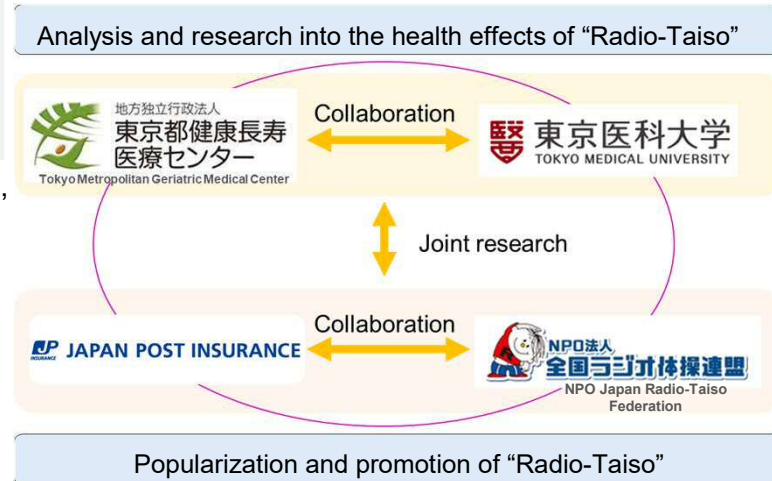 Analysis and research into the health effects of “Radio-Taiso”
地方独立行政法人
東京都健康長寿
医療センター
Tokyo Metropolitan Geriatric Medical Center
Collaboration
醫 東京医科大学
TOKYO MEDICAL UNIVERSITY
,
Joint research
JP
INSURANCE
JAPAN POST INSURANCE
Collaboration
NPO法人
全国ラジオ体操連盟
NPO Japan Radio-Taiso
Federation
Popularization and promotion of “Radio-Taiso”